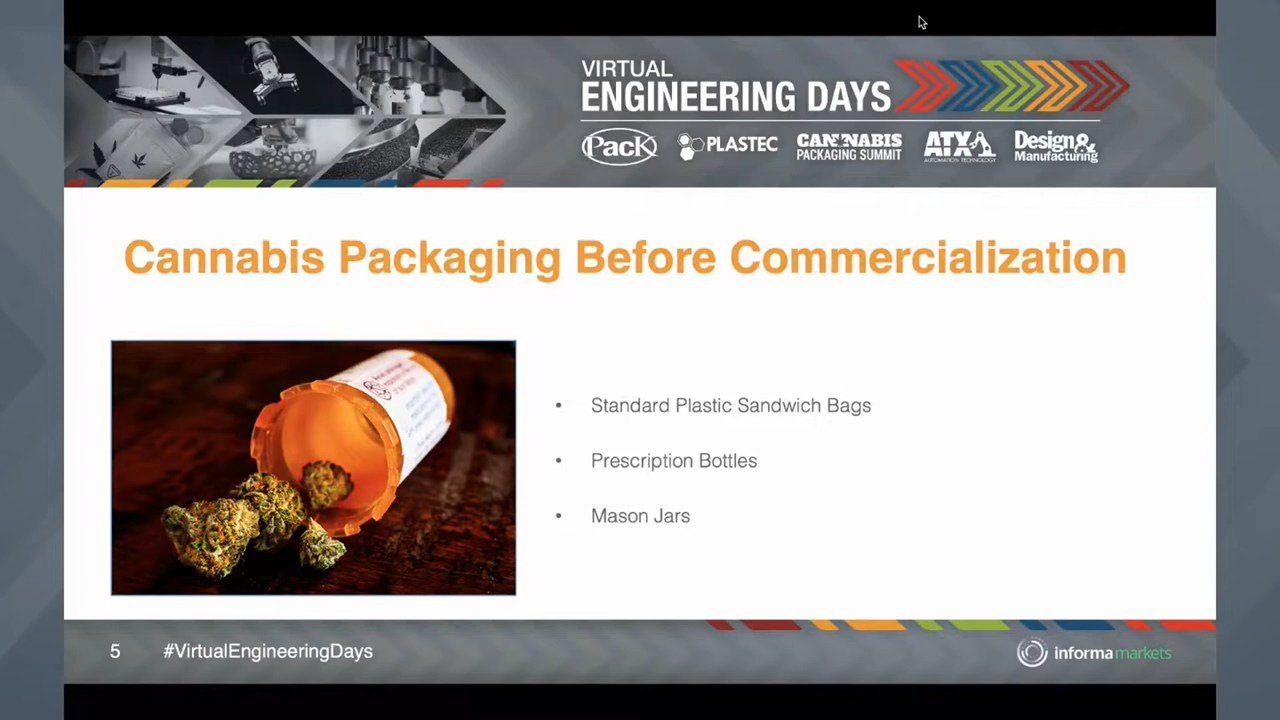 VIRTUAL
ENGINEERING DAYS
PACK
PLASTEC
CANNABIS
PACKAGING SUMMIT
ATX
AUTOMATION TECHNOLOGY
Design&
Manufacturing
Cannabis Packaging Before Commercialization
• Standard Plastic Sandwich Bags
• Prescription Bottles
• Mason Jars
5
#VirtualEngineeringDays
informa markets